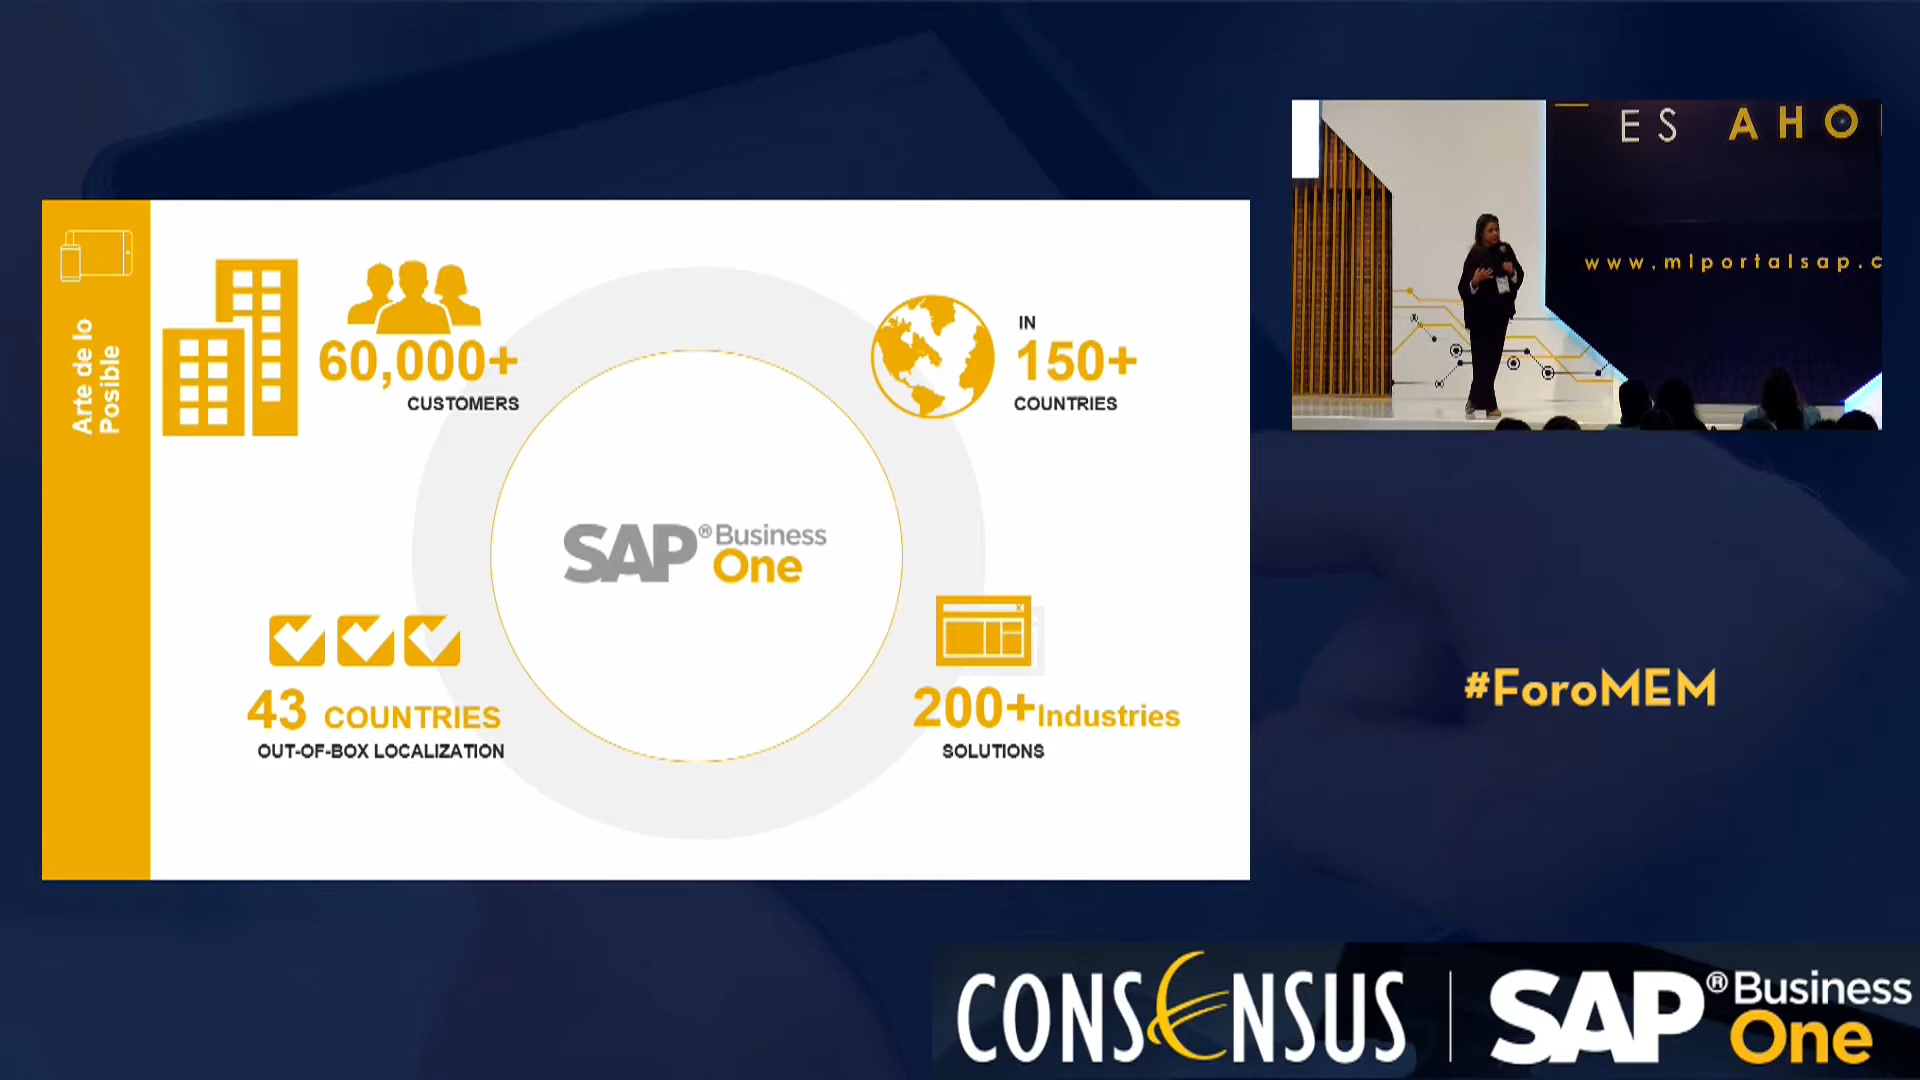 Arte de lo
Posible
60,000+
CUSTOMERS
IN
150+
COUNTRIES
SAP® Business
One
43 COUNTRIES
OUT-OF-BOX LOCALIZATION
200+Industries
SOLUTIONS
ES AHO
www.miportalsap.c
#ForoMEM
CONSENSUS
SAP® Business
One